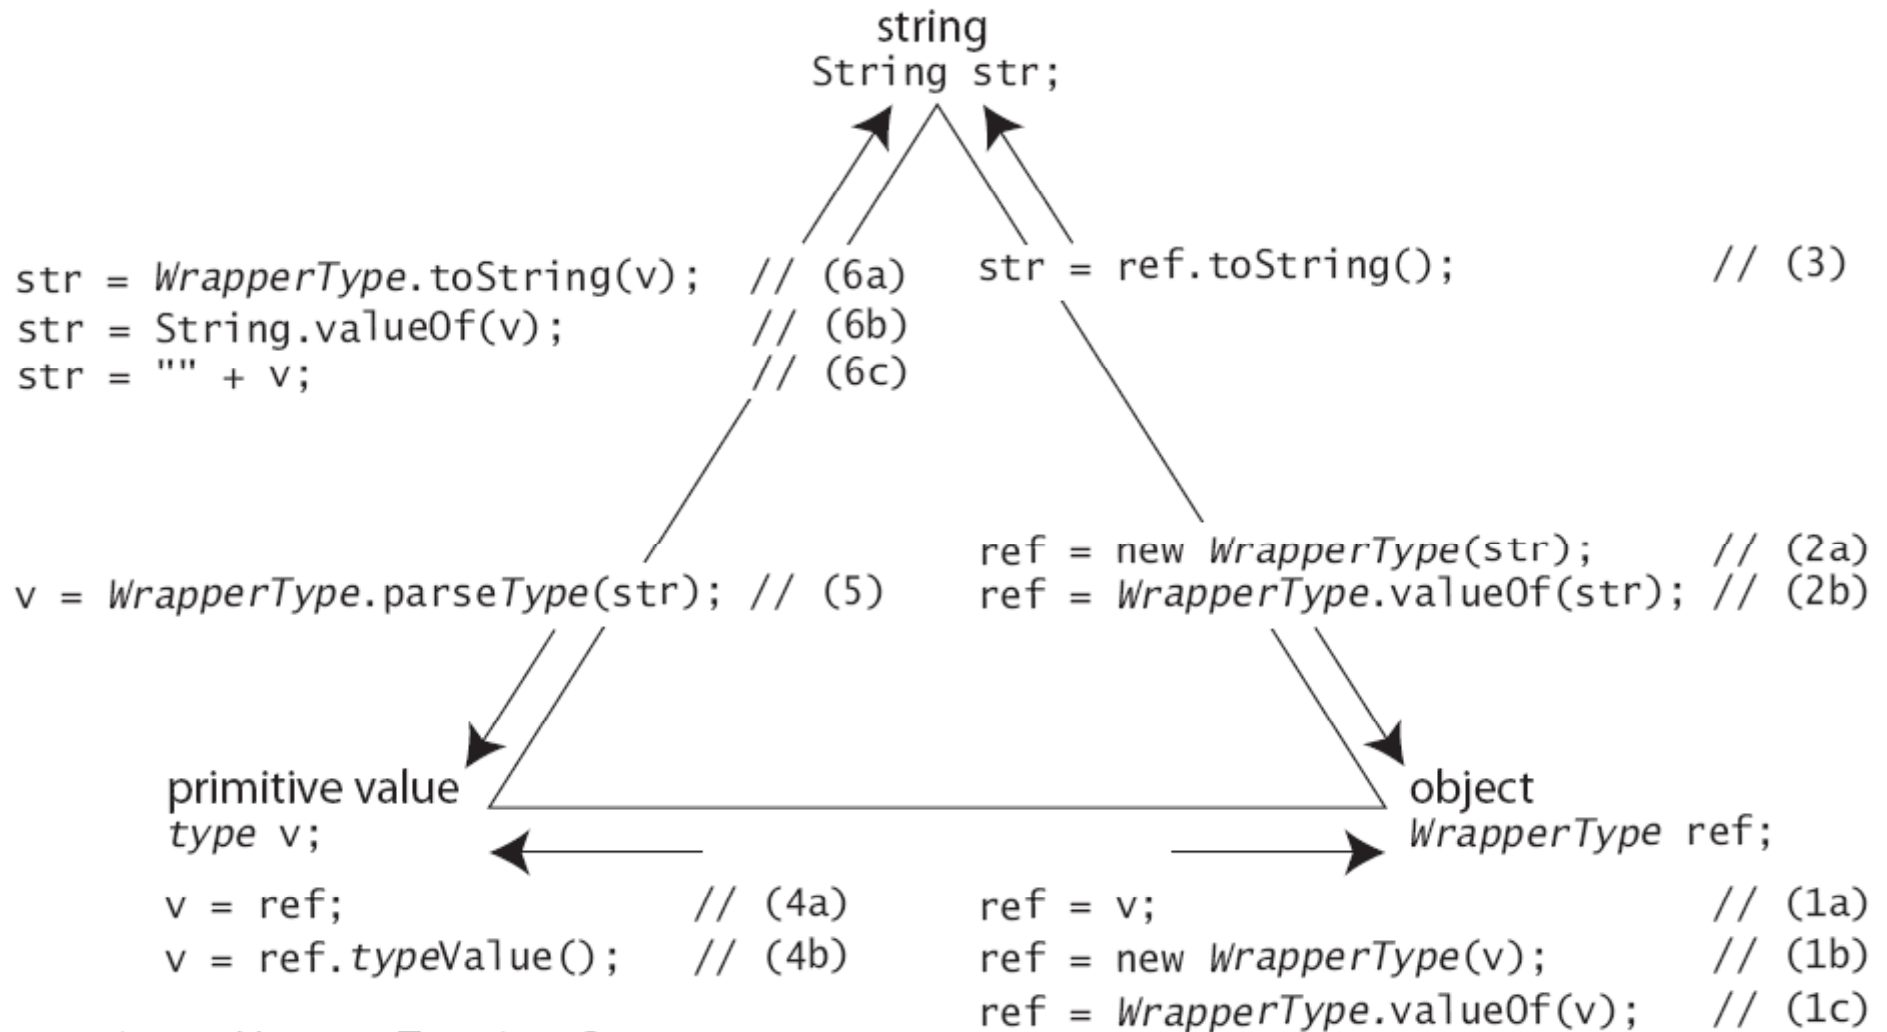 string
String str;
str = WrapperType.toString(v); // (6a)
str = String.valueOf(v); // (6b)
str = "" + v; // (6c)
str = ref.toString(); // (3)
v = WrapperType.parseType(str); // (5)
ref = new WrapperType(str); // (2a)
ref = WrapperType.valueOf(str); // (2b)
primitive value
type v;
object
WrapperType ref;
v = ref; // (4a)
v = ref.typeValue(); // (4b)
ref = v; // (1a)
ref = new WrapperType(v); // (1b)
ref = WrapperType.valueOf(v); // (1c)